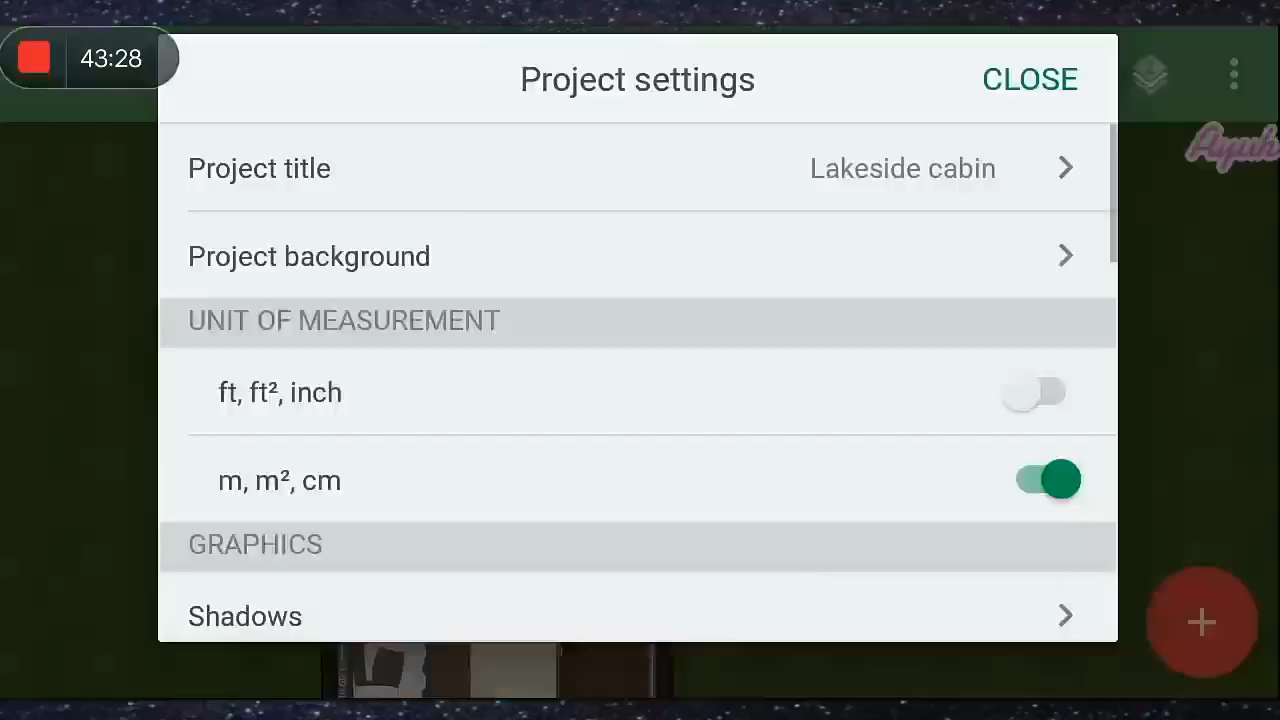 43:28
Project settings
CLOSE
Project title
Lakeside cabin
Project background
UNIT OF MEASUREMENT
ft, ft², inch
m, m², cm
GRAPHICS
Shadows